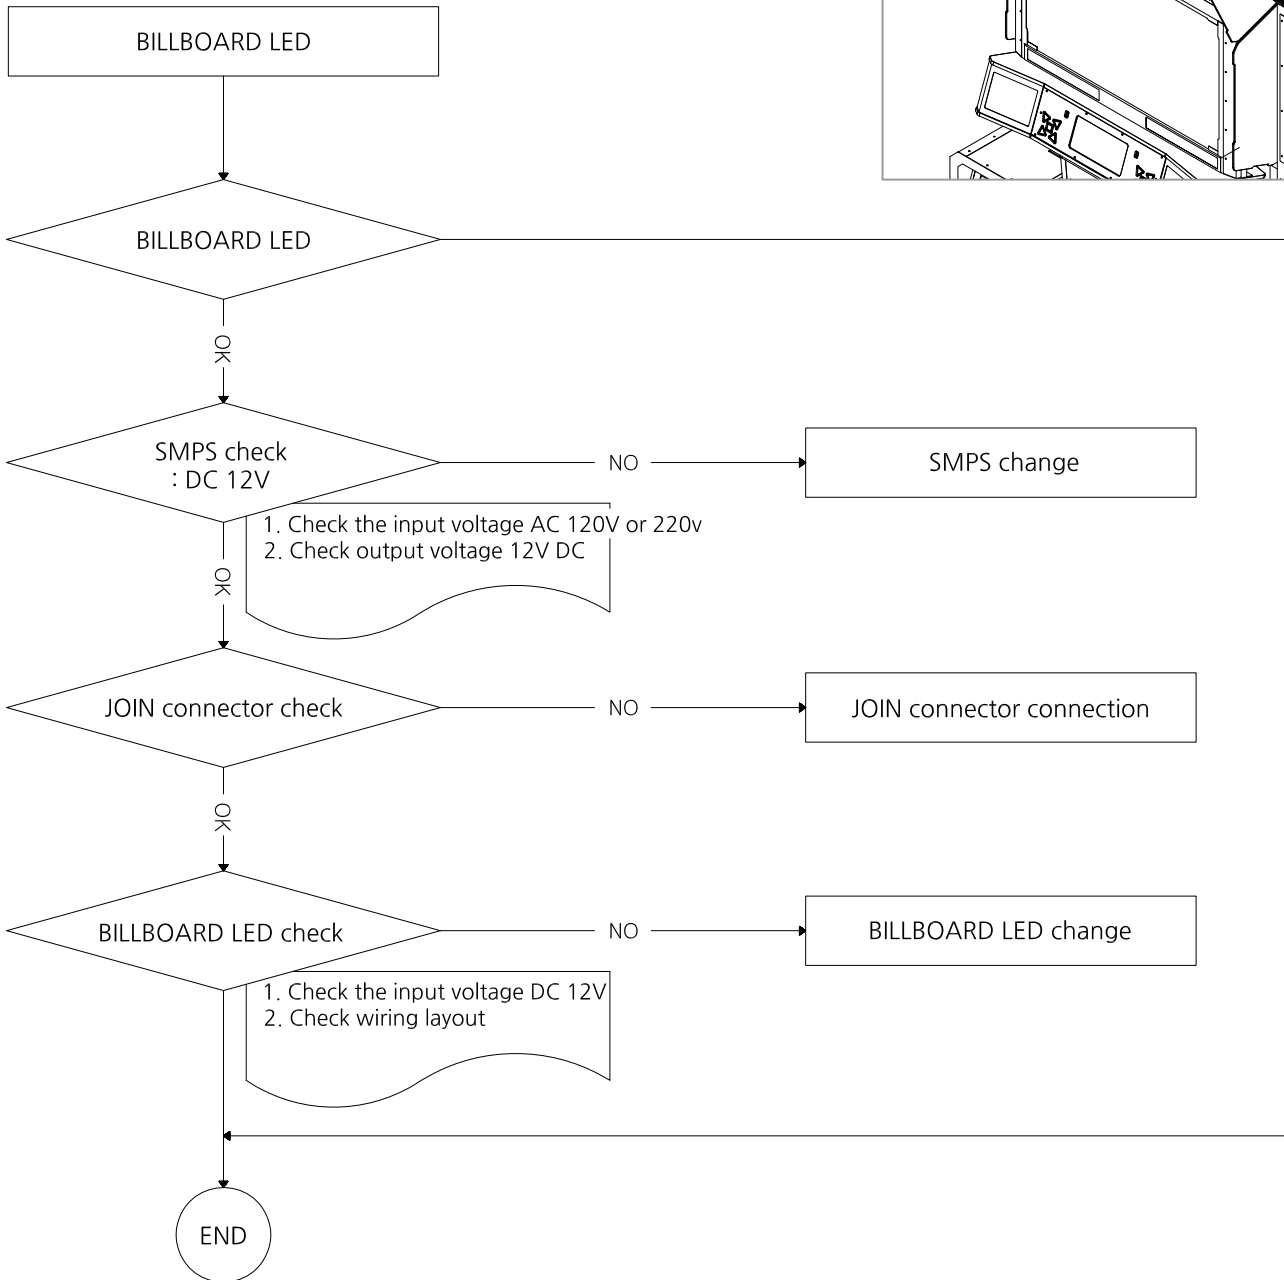 BILLBOARD LED
BILLBOARD LED
OK
SMPS check
: DC 12V
NO
SMPS change
1. Check the input voltage AC 120V or 220v
2. Check output voltage 12V DC
OK
JOIN connector check
NO
JOIN connector connection
OK
BILLBOARD LED check
NO
BILLBOARD LED change
1. Check the input voltage DC 12V
2. Check wiring layout
END